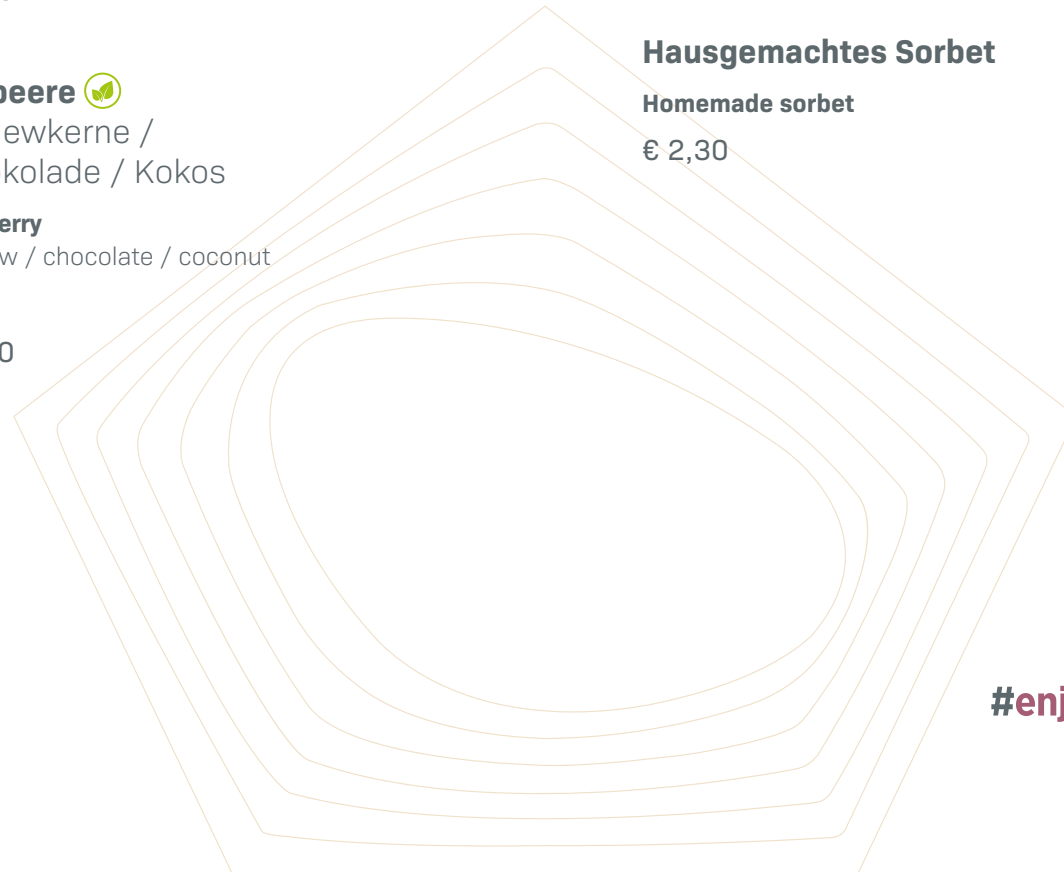 beere
ewkerne /
kolade / Kokos
erry
w / chocolate / coconut
0
Hausgemachtes Sorbet
Homemade sorbet
€ 2,30
#enj